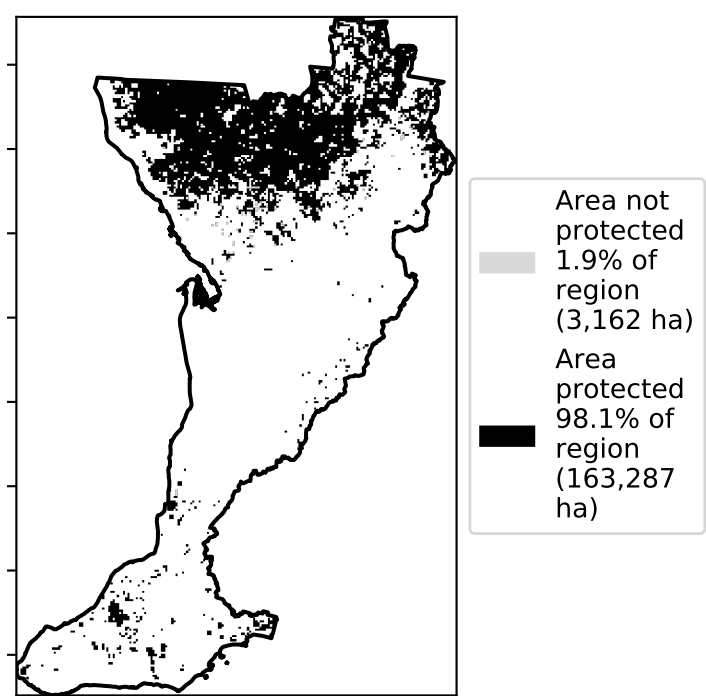 Area not
protected
1.9% of
region
(3,162 ha)
Area
protected
98.1% of
region
(163,287
ha)